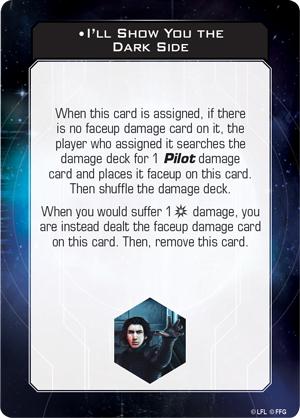 •I'll Show You the
Dark Side
When this card is assigned, if there
is no faceup damage card on it, the
player who assigned it searches the
damage deck for 1 Pilot damage
card and places it faceup on this card.
Then shuffle the damage deck.
When you would suffer 1 damage, you
are instead dealt the faceup damage card
on this card. Then, remove this card.
©LFL ©FFG